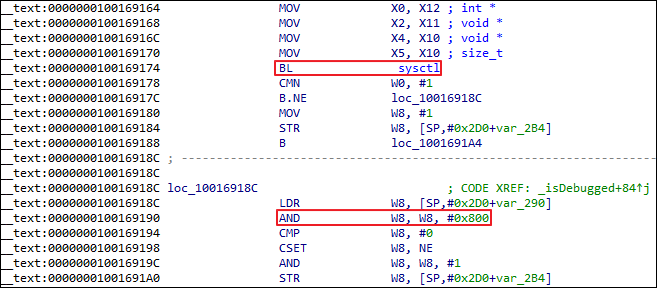 __text:0000000100169164 MOV X0, X12 ; int *
__text:0000000100169168 MOV X2, X11 ; void *
__text:000000010016916C MOV X4, X10 ; void *
__text:0000000100169170 MOV X5, X10 ; size_t
__text:0000000100169174 BL _sysctl
__text:0000000100169178 CMN W0, #1
__text:000000010016917C B.NE loc_10016918C
__text:0000000100169180 MOV W8, #1
__text:0000000100169184 STR W8, [SP,#0x2D0+var_2B4]
__text:0000000100169188 B loc_1001691A4
__text:000000010016918C ; ---------------------------------------------------------------------------
__text:000000010016918C
__text:000000010016918C loc_10016918C ; CODE XREF: _isDebugged+84↑j
__text:000000010016918C LDR W8, [SP,#0x2D0+var_290]
__text:0000000100169190 AND W8, W8, #0x800
__text:0000000100169194 CMP W8, #0
__text:0000000100169198 CSET W8, NE
__text:000000010016919C AND W8, W8, #1
__text:00000001001691A0 STR W8, [SP,#0x2D0+var_2B4]